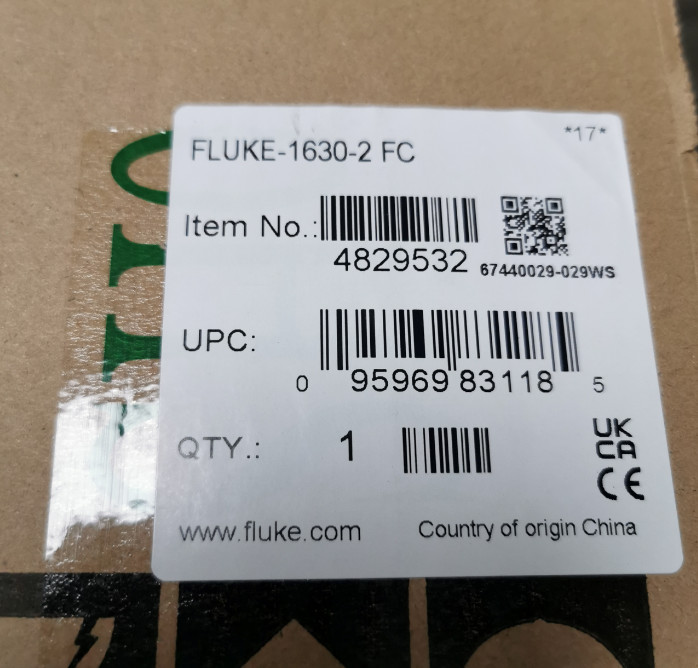 FLUKE-1630-2 FC
*17*
Item No.:
4829532
67440029-029WS
UPC:
0 95969 83118 5
QTY.: 1
UK
CA
CE
www.fluke.com
Country of origin China